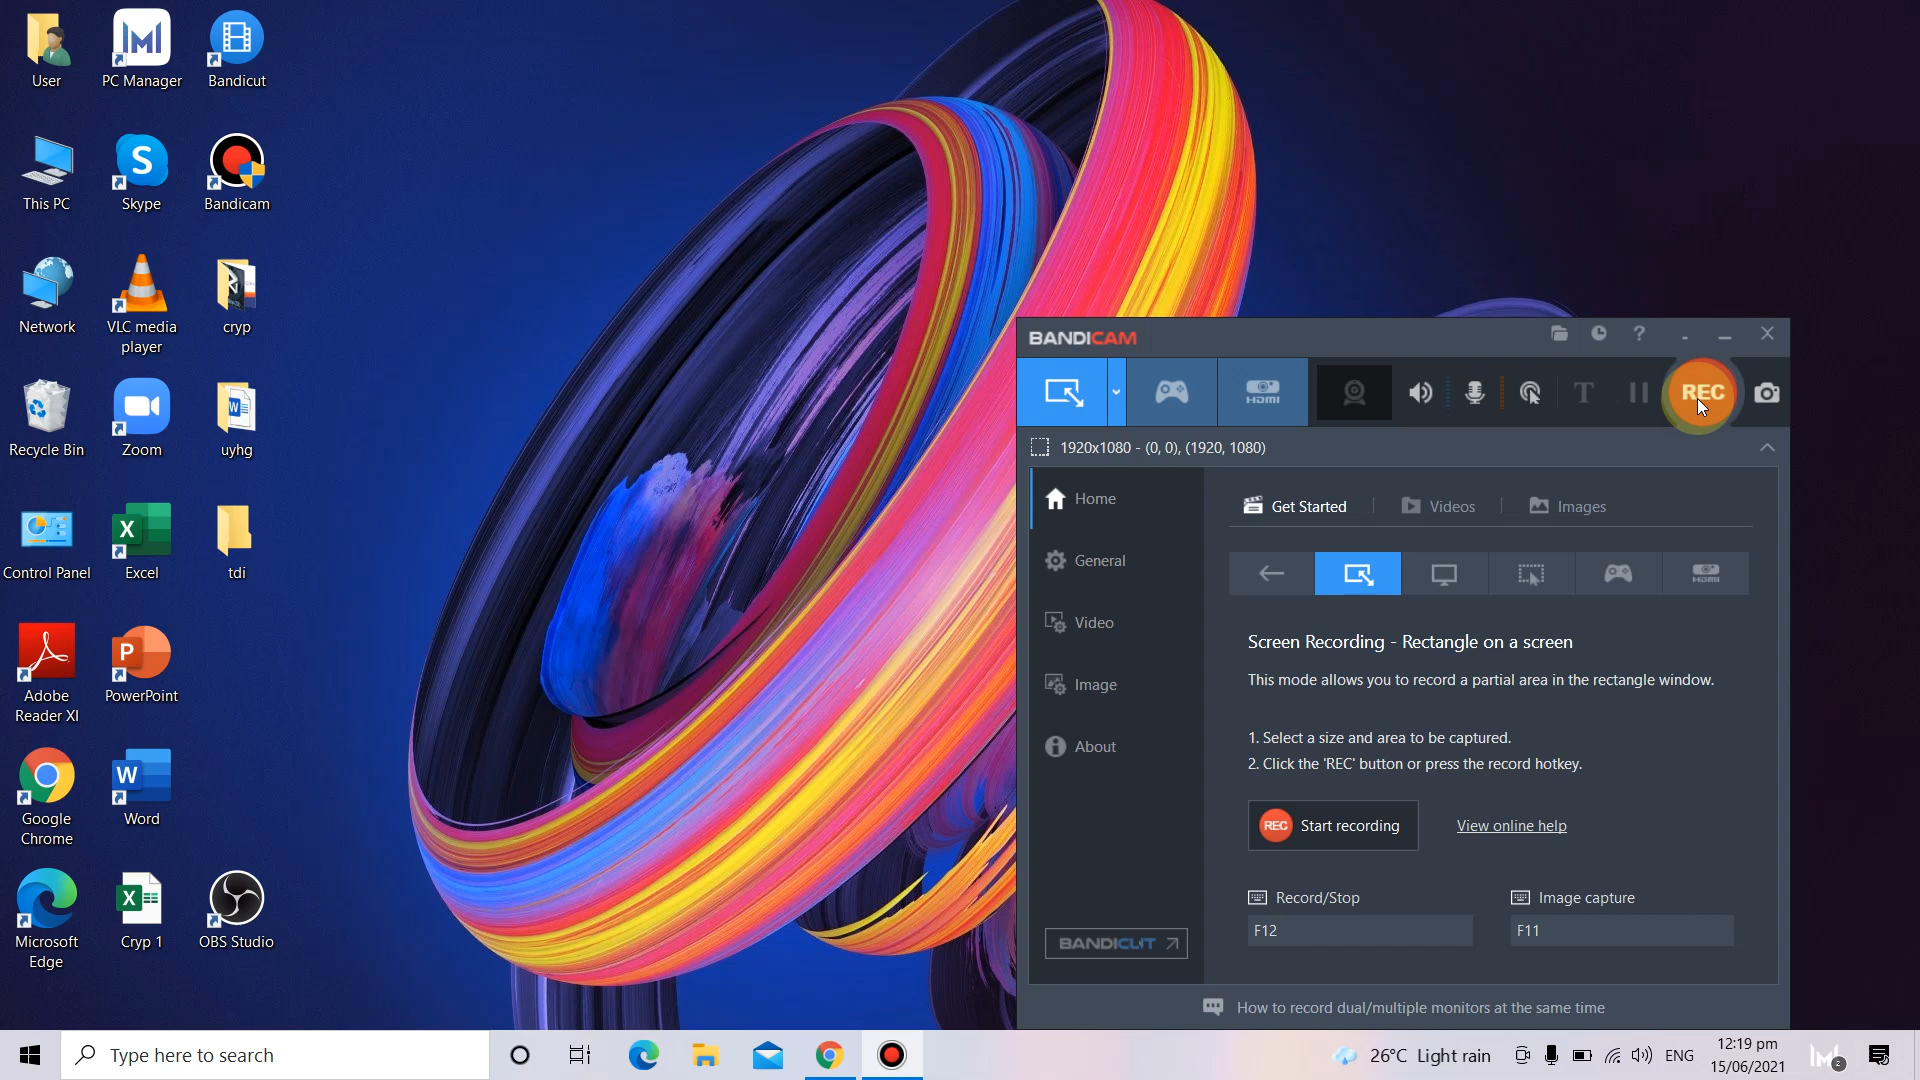 User
PC Manager
Bandicut
This PC
Skype
Bandicam
Network
VLC media
player
cryp
Recycle Bin
Zoom
uyhg
Control Panel
Excel
tdi
Adobe
Reader XI
PowerPoint
Google
Chrome
Word
Microsoft
Edge
Cryp 1
OBS Studio
BANDICAM
HDMI
T
REC
1920x1080 - (0, 0), (1920, 1080)
Home
General
Video
Image
About
BANDICUT
Get Started
Videos
Images
HDMI
Screen Recording - Rectangle on a screen
This mode allows you to record a partial area in the rectangle window.
1. Select a size and area to be captured.
2. Click the 'REC' button or press the record hotkey.
REC Start recording
View online help
Record/Stop
Image capture
F12
F11
How to record dual/multiple monitors at the same time
Type here to search
26°C Light rain
ENG
12:19 pm
15/06/2021
2